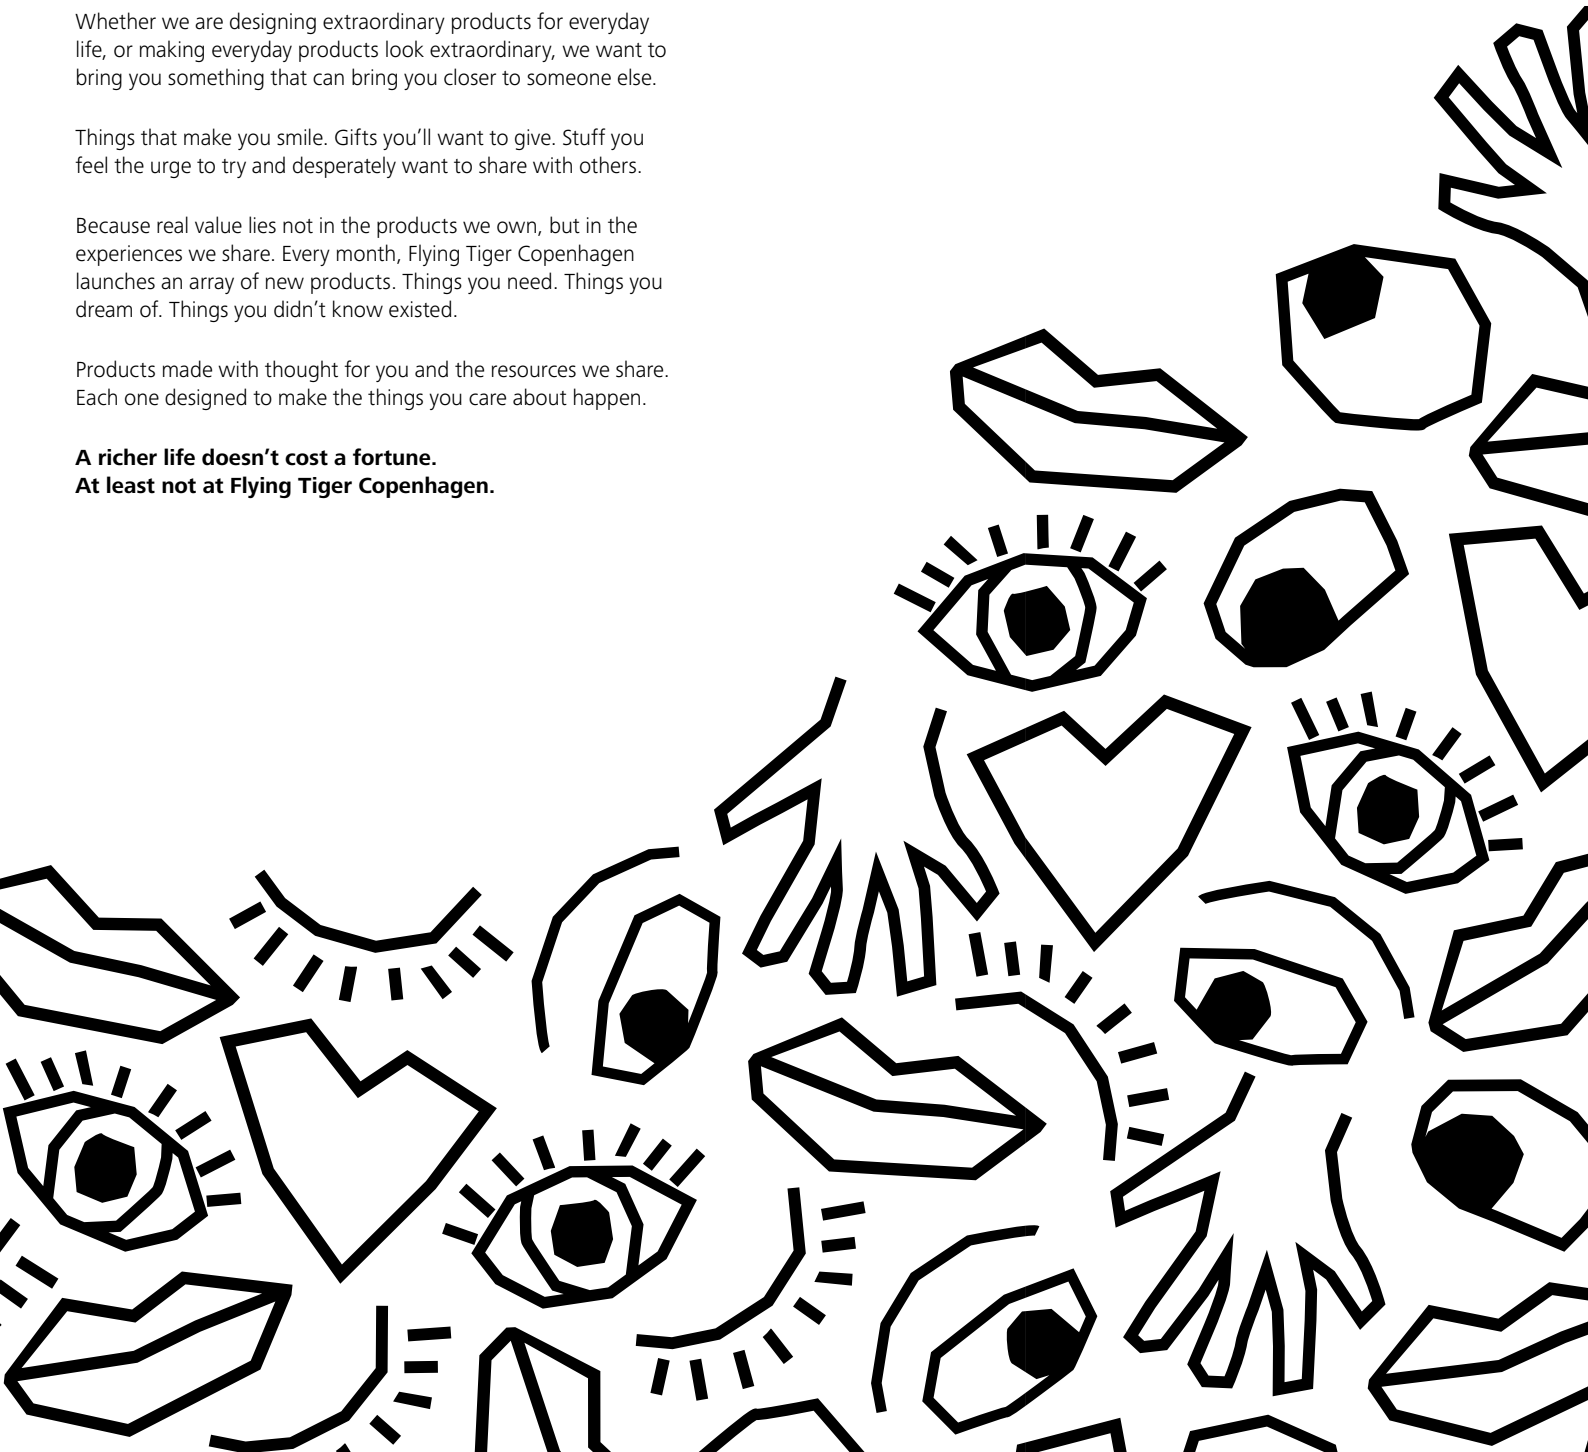 Whether we are designing extraordinary products for everyday
life, or making everyday products look extraordinary, we want to
bring you something that can bring you closer to someone else.
Things that make you smile. Gifts you’ll want to give. Stuff you
feel the urge to try and desperately want to share with others.
Because real value lies not in the products we own, but in the
experiences we share. Every month, Flying Tiger Copenhagen
launches an array of new products. Things you need. Things you
dream of. Things you didn’t know existed.
Products made with thought for you and the resources we share.
Each one designed to make the things you care about happen.
A richer life doesn’t cost a fortune.
At least not at Flying Tiger Copenhagen.